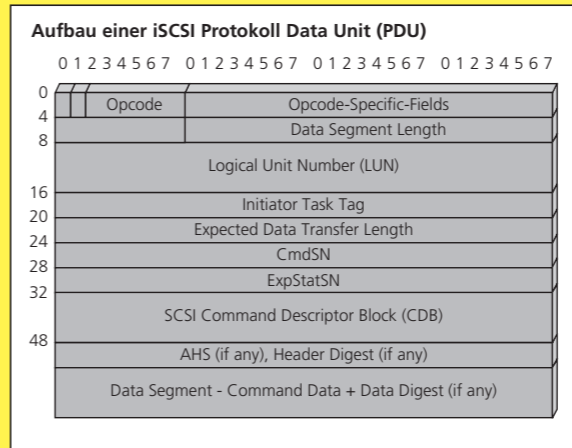 Aufbau einer iSCSI Protokoll Data Unit (PDU)
0 1 2 3 4 5 6 7 0 1 2 3 4 5 6 7 0 1 2 3 4 5 6 7 0 1 2 3 4 5 6 7
0
Opcode Opcode-Specific-Fields
4
Data Segment Length
8
Logical Unit Number (LUN)
16
Initiator Task Tag
20
Expected Data Transfer Length
24
CmdSN
28
ExpStatSN
32
SCSI Command Descriptor Block (CDB)
48
AHS (if any), Header Digest (if any)
Data Segment - Command Data + Data Digest (if any)